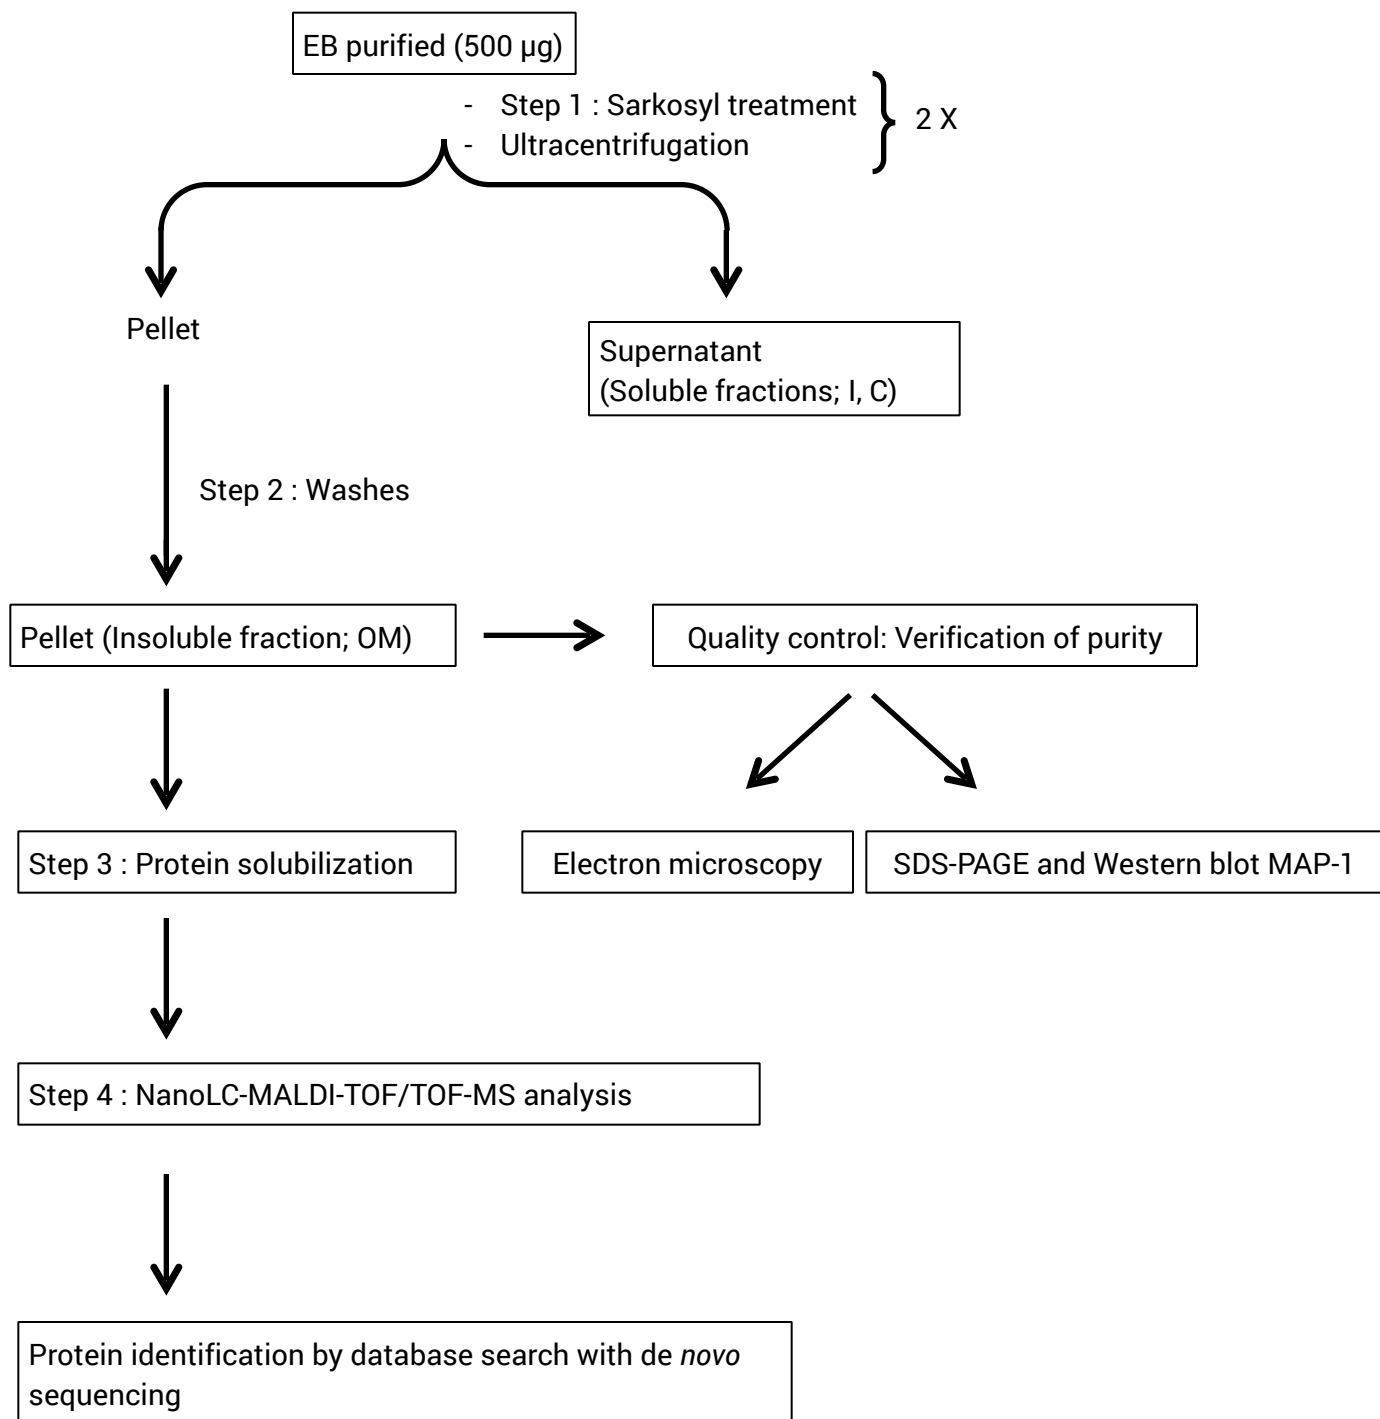 EB purified (500 µg)
- Step 1 : Sarkosyl treatment
- Ultracentrifugation
2 X
Pellet
Supernatant
(Soluble fractions; I, C)
Step 2 : Washes
Pellet (Insoluble fraction; OM)
Quality control: Verification of purity
Step 3 : Protein solubilization
Electron microscopy
SDS-PAGE and Western blot MAP-1
Step 4 : NanoLC-MALDI-TOF/TOF-MS analysis
Protein identification by database search with de novo
sequencing